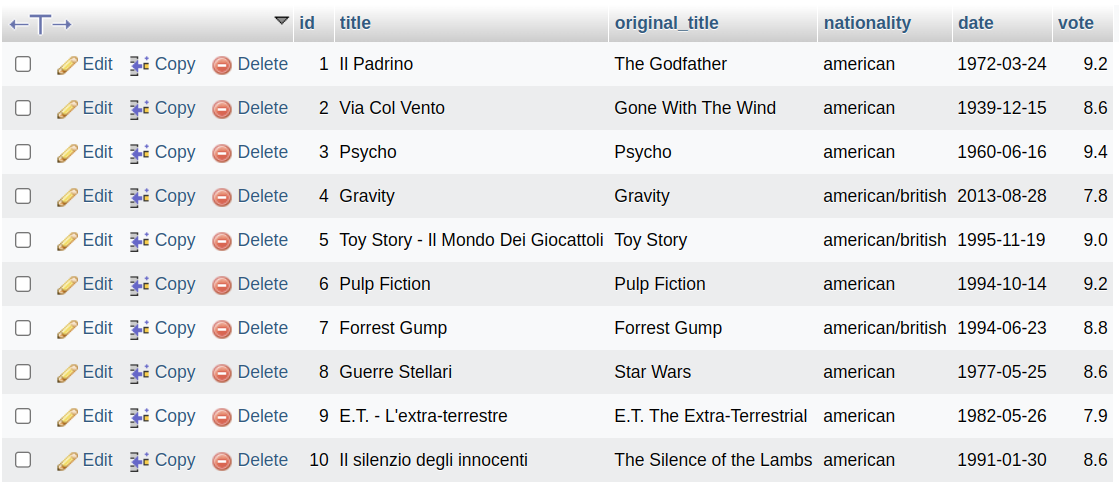 id title original_title nationality date vote
Edit Copy Delete 1 Il Padrino The Godfather american 1972-03-24 9.2
Edit Copy Delete 2 Via Col Vento Gone With The Wind american 1939-12-15 8.6
Edit Copy Delete 3 Psycho Psycho american 1960-06-16 9.4
Edit Copy Delete 4 Gravity Gravity american/british 2013-08-28 7.8
Edit Copy Delete 5 Toy Story - Il Mondo Dei Giocattoli Toy Story american/british 1995-11-19 9.0
Edit Copy Delete 6 Pulp Fiction Pulp Fiction american 1994-10-14 9.2
Edit Copy Delete 7 Forrest Gump Forrest Gump american/british 1994-06-23 8.8
Edit Copy Delete 8 Guerre Stellari Star Wars american 1977-05-25 8.6
Edit Copy Delete 9 E.T. - L'extra-terrestre E.T. The Extra-Terrestrial american 1982-05-26 7.9
Edit Copy Delete 10 Il silenzio degli innocenti The Silence of the Lambs american 1991-01-30 8.6